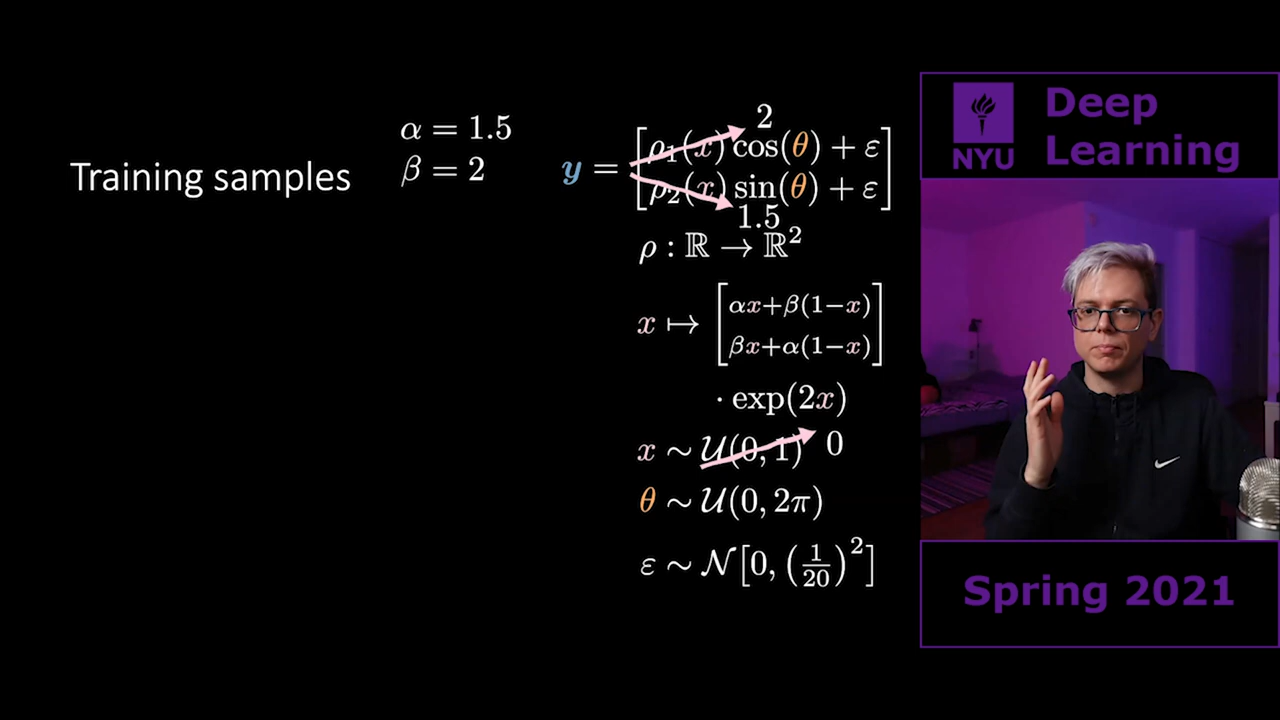 Training samples
α = 1.5
β = 2
2
y = [ρ₁(x) cos(θ) + ε
ρ₂(x) sin(θ) + ε]
1.5
ρ : ℝ → ℝ²
x ↦ [αx+β(1−x)
βx+α(1−x)]
· exp(2x)
x ∼ 𝒰(0, 1) 0
θ ∼ 𝒰(0, 2π)
ε ∼ 𝒩[0, (1/20)²]
NYU
Deep
Learning
Spring 2021